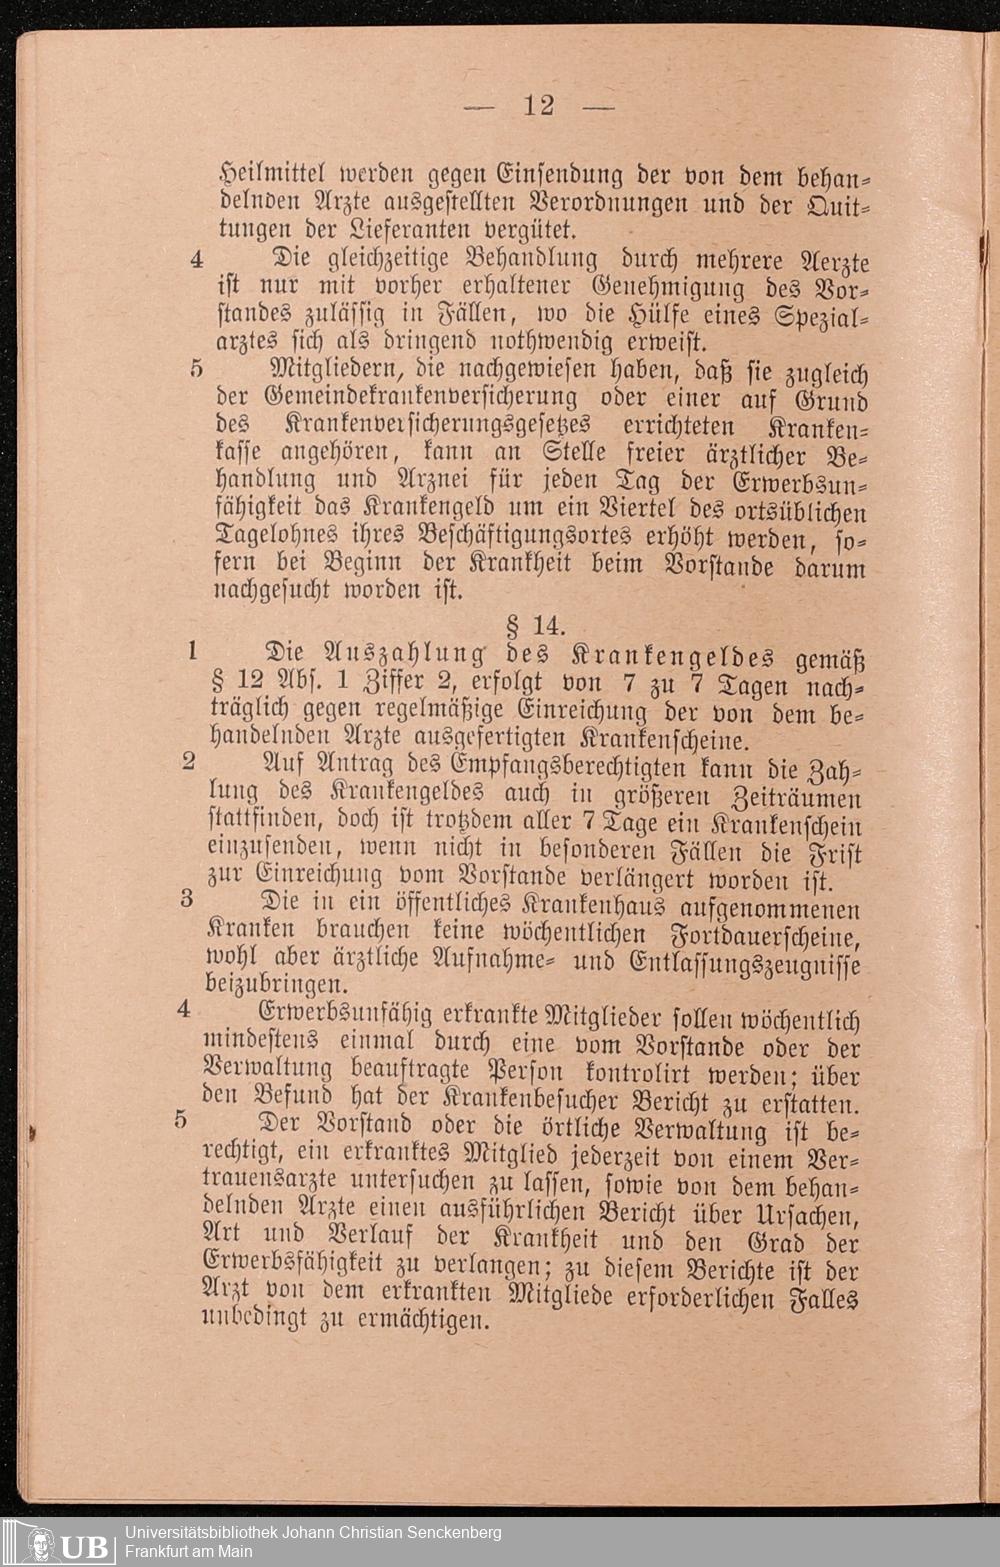 — 12 —
Heilmittel werden gegen Einsendung der von dem behan-
delnden Arzte ausgestellten Verordnungen und der Quit-
tungen der Lieferanten vergütet.
4 Die gleichzeitige Behandlung durch mehrere Aerzte
ist nur mit vorher erhaltener Genehmigung des Vor-
standes zulässig in Fällen, wo die Hülfe eines Spezial-
arztes sich als dringend nothwendig erweist.
5 Mitgliedern, die nachgewiesen haben, daß sie zugleich
der Gemeindekrankenversicherung oder einer auf Grund
des Krankenversicherungsgesetzes errichteten Kranken-
kasse angehören, kann an Stelle freier ärztlicher Be-
handlung und Arznei für jeden Tag der Erwerbsun-
fähigkeit das Krankengeld um ein Viertel des ortsüblichen
Tagelohnes ihres Beschäftigungsortes erhöht werden, so-
fern bei Beginn der Krankheit beim Vorstande darum
nachgesucht worden ist.
§ 14.
1 Die Auszahlung des Krankengeldes gemäß
§ 12 Abs. 1 Ziffer 2, erfolgt von 7 zu 7 Tagen nach-
träglich gegen regelmäßige Einreichung der von dem be-
handelnden Arzte ausgefertigten Krankenscheine.
2 Auf Antrag des Empfangsberechtigten kann die Zah-
lung des Krankengeldes auch in größeren Zeiträumen
stattfinden, doch ist trotzdem aller 7 Tage ein Krankenschein
einzusenden, wenn nicht in besonderen Fällen die Frist
zur Einreichung vom Vorstande verlängert worden ist.
3 Die in ein öffentliches Krankenhaus aufgenommenen
Kranken brauchen keine wöchentlichen Fortdauerscheine,
wohl aber ärztliche Aufnahme- und Entlassungszeugnisse
beizubringen.
4 Erwerbsunfähig erkrankte Mitglieder sollen wöchentlich
mindestens einmal durch eine vom Vorstande oder der
Verwaltung beauftragte Person kontrolirt werden; über
den Befund hat der Krankenbesucher Bericht zu erstatten.
5 Der Vorstand oder die örtliche Verwaltung ist be-
rechtigt, ein erkranktes Mitglied jederzeit von einem Ver-
trauensarzte untersuchen zu lassen, sowie von dem behan-
delnden Arzte einen ausführlichen Bericht über Ursachen,
Art und Verlauf der Krankheit und den Grad der
Erwerbsfähigkeit zu verlangen; zu diesem Berichte ist der
Arzt von dem erkrankten Mitgliede erforderlichen Falles
unbedingt zu ermächtigen.
UB Universitätsbibliothek Johann Christian Senckenberg
Frankfurt am Main